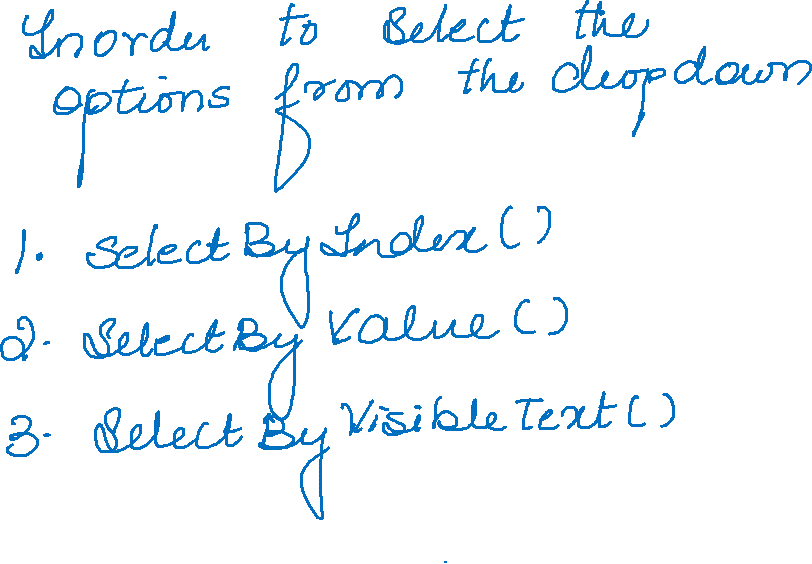 Inorder to Select the
options from the dropdown
1. SelectByIndex()
2. SelectByValue()
3. SelectByVisibleText()